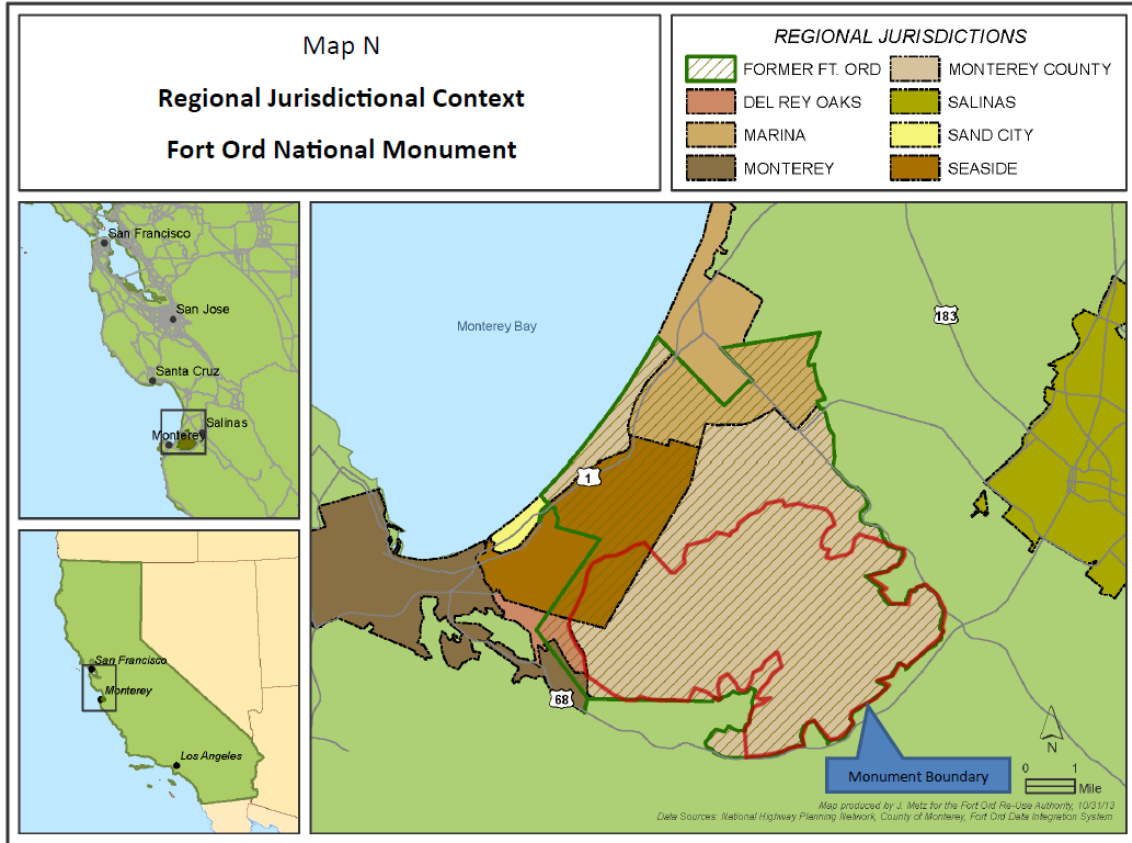 Map N
Regional Jurisdictional Context
Fort Ord National Monument
REGIONAL JURISDICTIONS
FORMER FT. ORD
DEL REY OAKS
MARINA
MONTEREY
MONTEREY COUNTY
SALINAS
SAND CITY
SEASIDE
San Francisco
San Jose
Santa Cruz
Salinas
Monterey
San Francisco
Monterey
Los Angeles
Monterey Bay
183
1
68
Monument Boundary
N
0 1
Mile
Map produced by J. Metz for the Fort Ord Re-Use Authority, 10/31/13
Data Sources: National Highway Planning Network, County of Monterey, Fort Ord Data Integration System